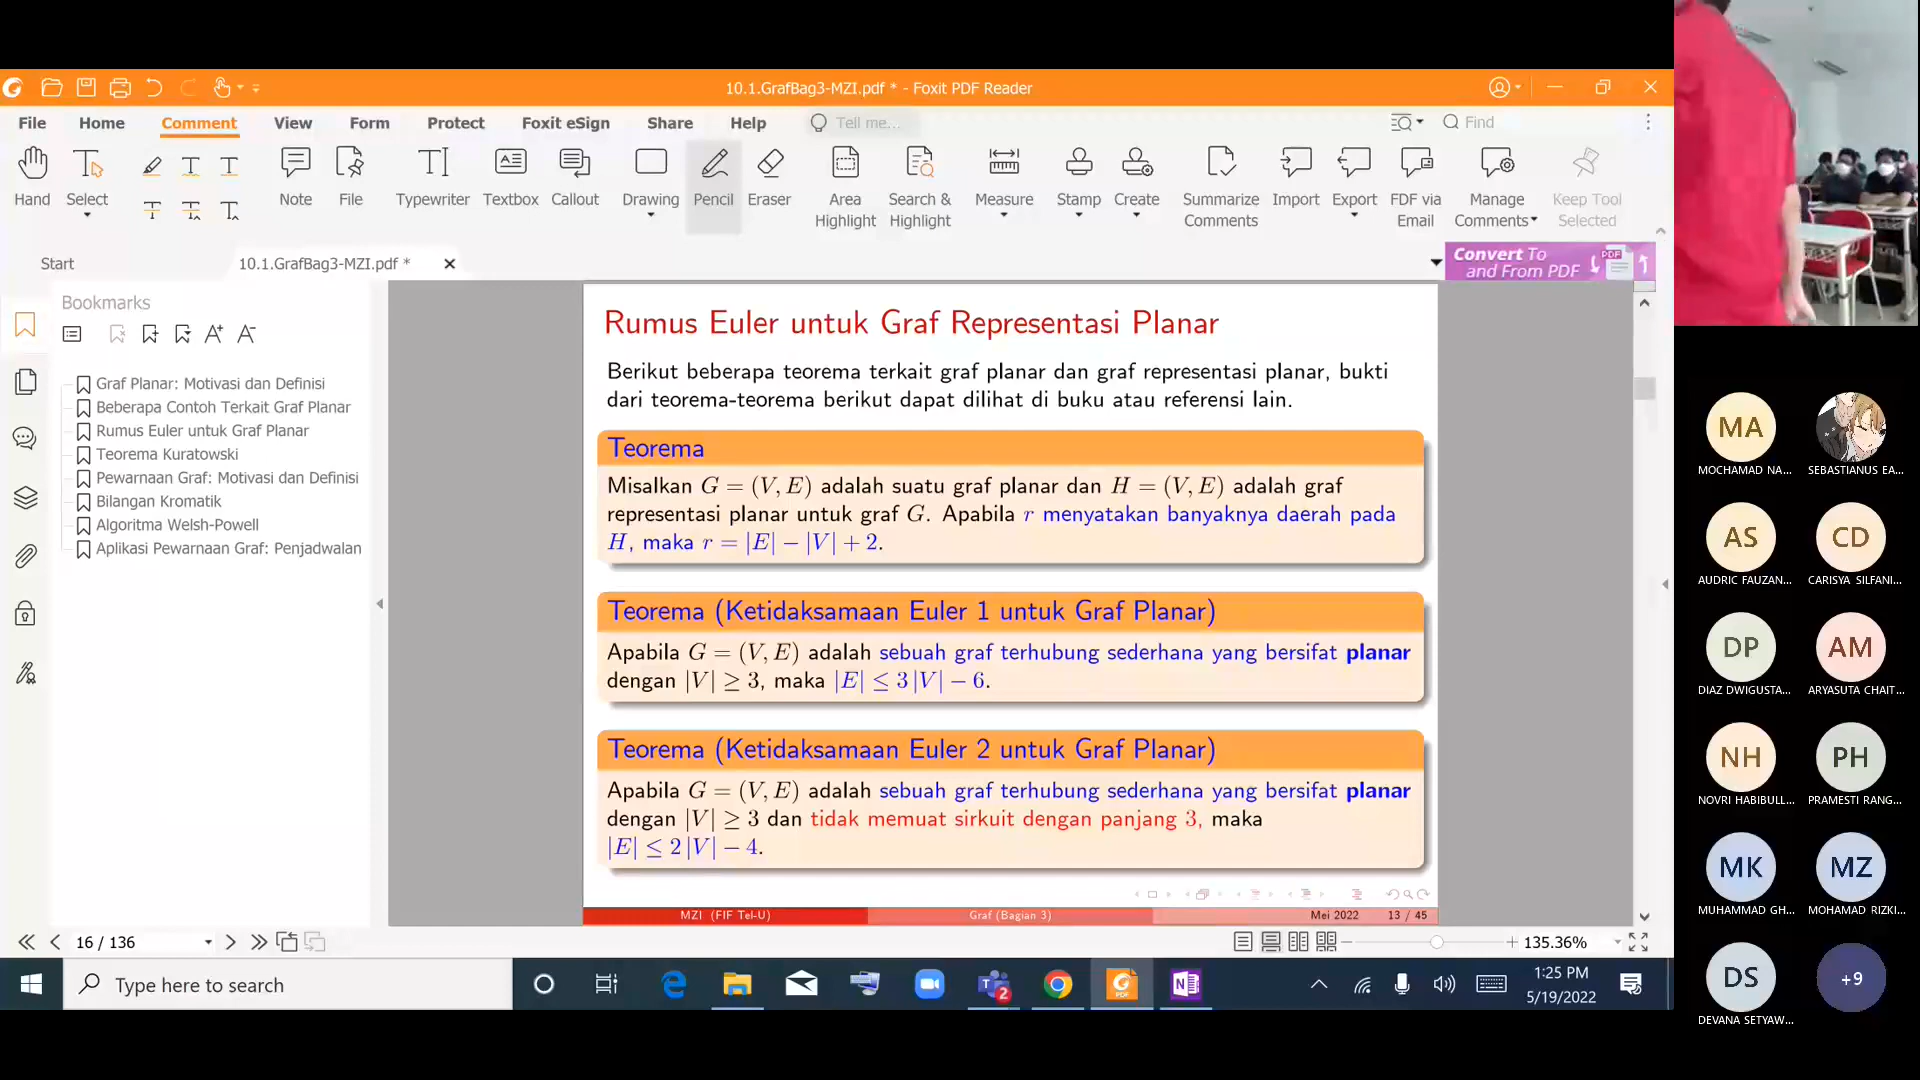 10.1.GrafBag3-MZI.pdf * - Foxit PDF Reader
File Home Comment View Form Protect Foxit eSign Share Help Tell me... Find
Hand Select Note File Typewriter Textbox Callout Drawing Pencil Eraser Area Highlight Search & Highlight Measure Stamp Create Summarize Comments Import Export FDF via Email Manage Comments Keep Tool Selected
Start 10.1.GrafBag3-MZI.pdf *
Convert To
and From PDF
PDF
Bookmarks
Graf Planar: Motivasi dan Definisi
Beberapa Contoh Terkait Graf Planar
Rumus Euler untuk Graf Planar
Teorema Kuratowski
Pewarnaan Graf: Motivasi dan Definisi
Bilangan Kromatik
Algoritma Welsh-Powell
Aplikasi Pewarnaan Graf: Penjadwalan
Rumus Euler untuk Graf Representasi Planar
Berikut beberapa teorema terkait graf planar dan graf representasi planar, bukti
dari teorema-teorema berikut dapat dilihat di buku atau referensi lain.
Teorema
Misalkan G = (V, E) adalah suatu graf planar dan H = (V, E) adalah graf
representasi planar untuk graf G. Apabila r menyatakan banyaknya daerah pada
H, maka r = |E| − |V| + 2.
Teorema (Ketidaksamaan Euler 1 untuk Graf Planar)
Apabila G = (V, E) adalah sebuah graf terhubung sederhana yang bersifat planar
dengan |V| ≥ 3, maka |E| ≤ 3 |V| − 6.
Teorema (Ketidaksamaan Euler 2 untuk Graf Planar)
Apabila G = (V, E) adalah sebuah graf terhubung sederhana yang bersifat planar
dengan |V| ≥ 3 dan tidak memuat sirkuit dengan panjang 3, maka
|E| ≤ 2 |V| − 4.
MZI (FIF Tel-U) Graf (Bagian 3) Mei 2022 13 / 45
16 / 136
135.36%
Type here to search
2
1:25 PM
5/19/2022
MA
MOCHAMAD NA...
SEBASTIANUS EA...
AS
AUDRIC FAUZAN...
CD
CARISYA SILFANI...
DP
DIAZ DWIGUSTA...
AM
ARYASUTA CHAIT...
NH
NOVRI HABIBULL...
PH
PRAMESTI RANG...
MK
MUHAMMAD GH...
MZ
MOHAMAD RIZKI...
DS
DEVANA SETYAW...
+9